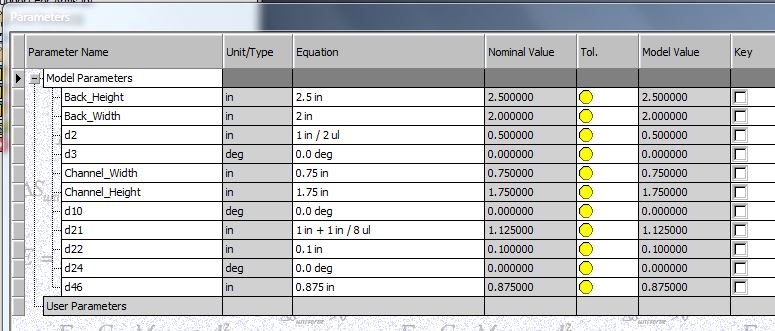 Parameters
Parameter Name Unit/Type Equation Nominal Value Tol. Model Value Key
Model Parameters
Back_Height in 2.5 in 2.500000 2.500000
Back_Width in 2 in 2.000000 2.000000
d2 in 1 in / 2 ul 0.500000 0.500000
d3 deg 0.0 deg 0.000000 0.000000
Channel_Width in 0.75 in 0.750000 0.750000
Channel_Height in 1.75 in 1.750000 1.750000
d10 deg 0.0 deg 0.000000 0.000000
d21 in 1 in + 1 in / 8 ul 1.125000 1.125000
d22 in 0.1 in 0.100000 0.100000
d24 deg 0.0 deg 0.000000 0.000000
d46 in 0.875 in 0.875000 0.875000
User Parameters